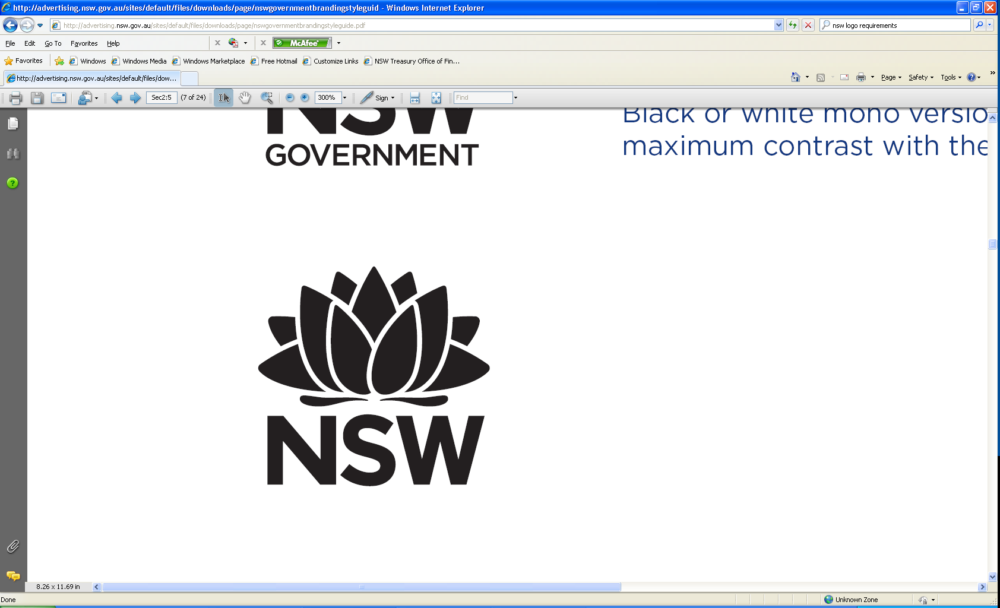 http://advertising.nsw.gov.au/sites/default/files/downloads/page/nswgovernmentbrandingstyleguid - Windows Internet Explorer
http://advertising.nsw.gov.au/sites/default/files/downloads/page/nswgovernmentbrandingstyleguide.pdf
nsw logo requirements
File Edit Go To Favorites Help
X X McAfee
Favorites Windows Windows Media Windows Marketplace Free Hotmail Customize Links NSW Treasury Office of Fin...
http://advertising.nsw.gov.au/sites/default/files/dow...
Page Safety Tools
Sec2:5 (7 of 24) 300% Sign Find
NSW
GOVERNMENT
Black or white mono versio
maximum contrast with the
NSW
8.26 x 11.69 in
Done Unknown Zone